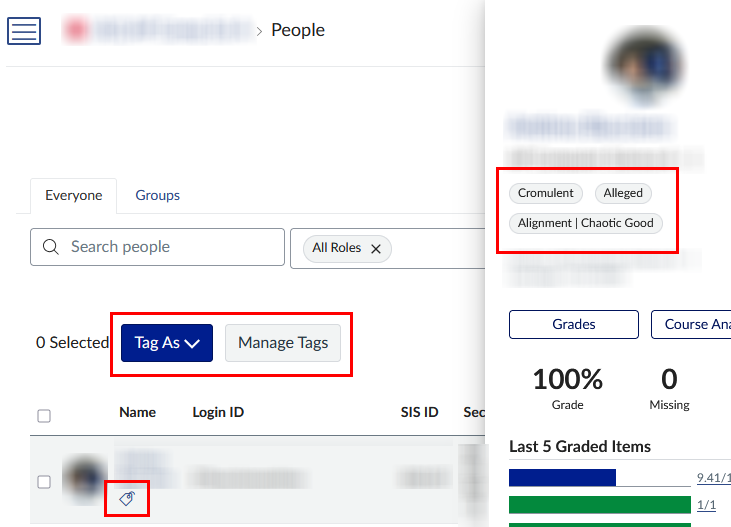 › People
Everyone
Groups
Search people
All Roles ×
0 Selected
Tag As
Manage Tags
Name
Login ID
SIS ID
Sec
Cromulent
Alleged
Alignment | Chaotic Good
Grades
Course Ana
100%
0
Grade
Missing
Last 5 Graded Items
9.41/1
1/1